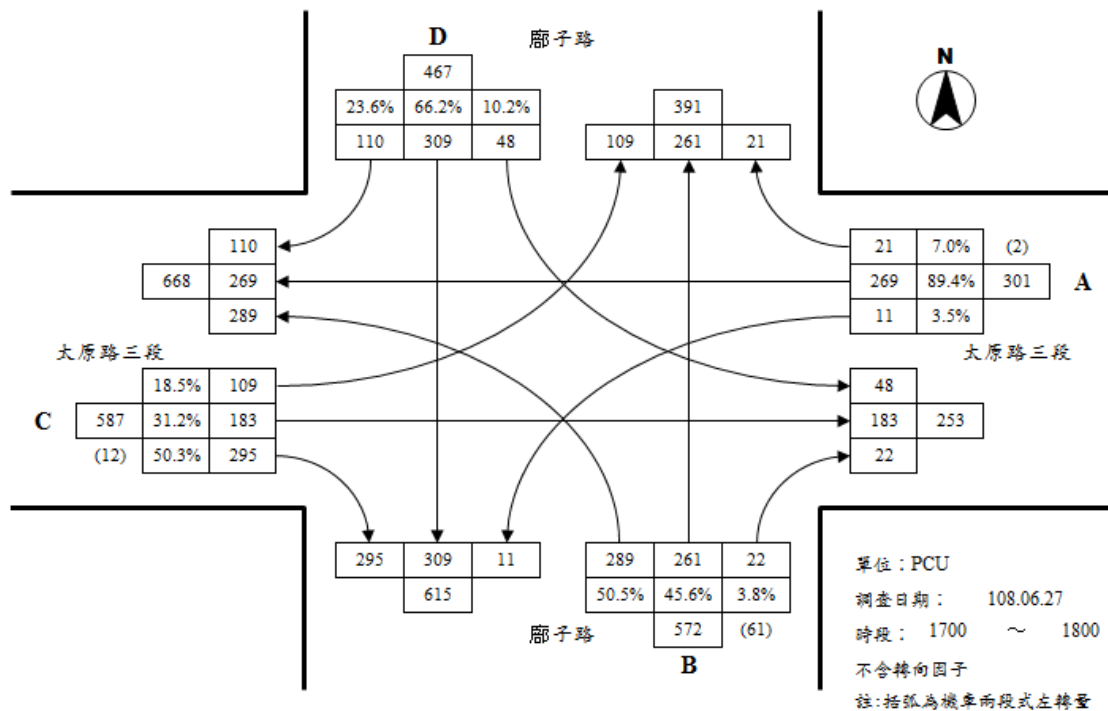 D
廍子路
N
467
23.6% 66.2% 10.2%
110 309 48
391
109 261 21
110
668 269
289
21 7.0% (2)
269 89.4% 301
11 3.5%
A
太原路三段
太原路三段
C
18.5% 109
587 31.2% 183
(12) 50.3% 295
48
183 253
22
295 309 11
615
289 261 22
50.5% 45.6% 3.8%
572 (61)
廍子路
B
單位：PCU
調查日期： 108.06.27
時段： 1700 ～ 1800
不含轉向因子
註:括弧為機車兩段式左轉量